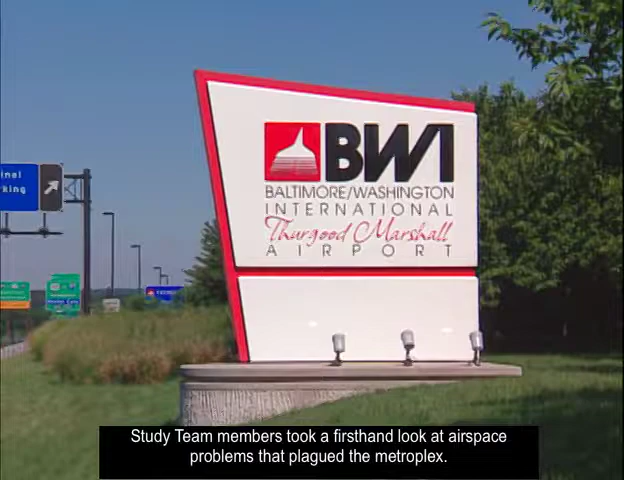 BWI
BALTIMORE/WASHINGTON
INTERNATIONAL
Thurgood Marshall
AIRPORT
Study Team members took a firsthand look at airspace
problems that plagued the metroplex.